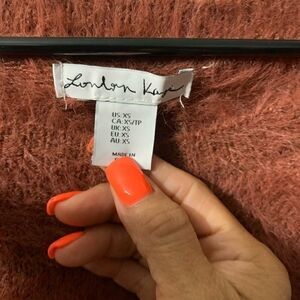 London Kaye
US: XS
CA: XS/TP
UK: XS
EU: XS
AU: XS
MADE IN